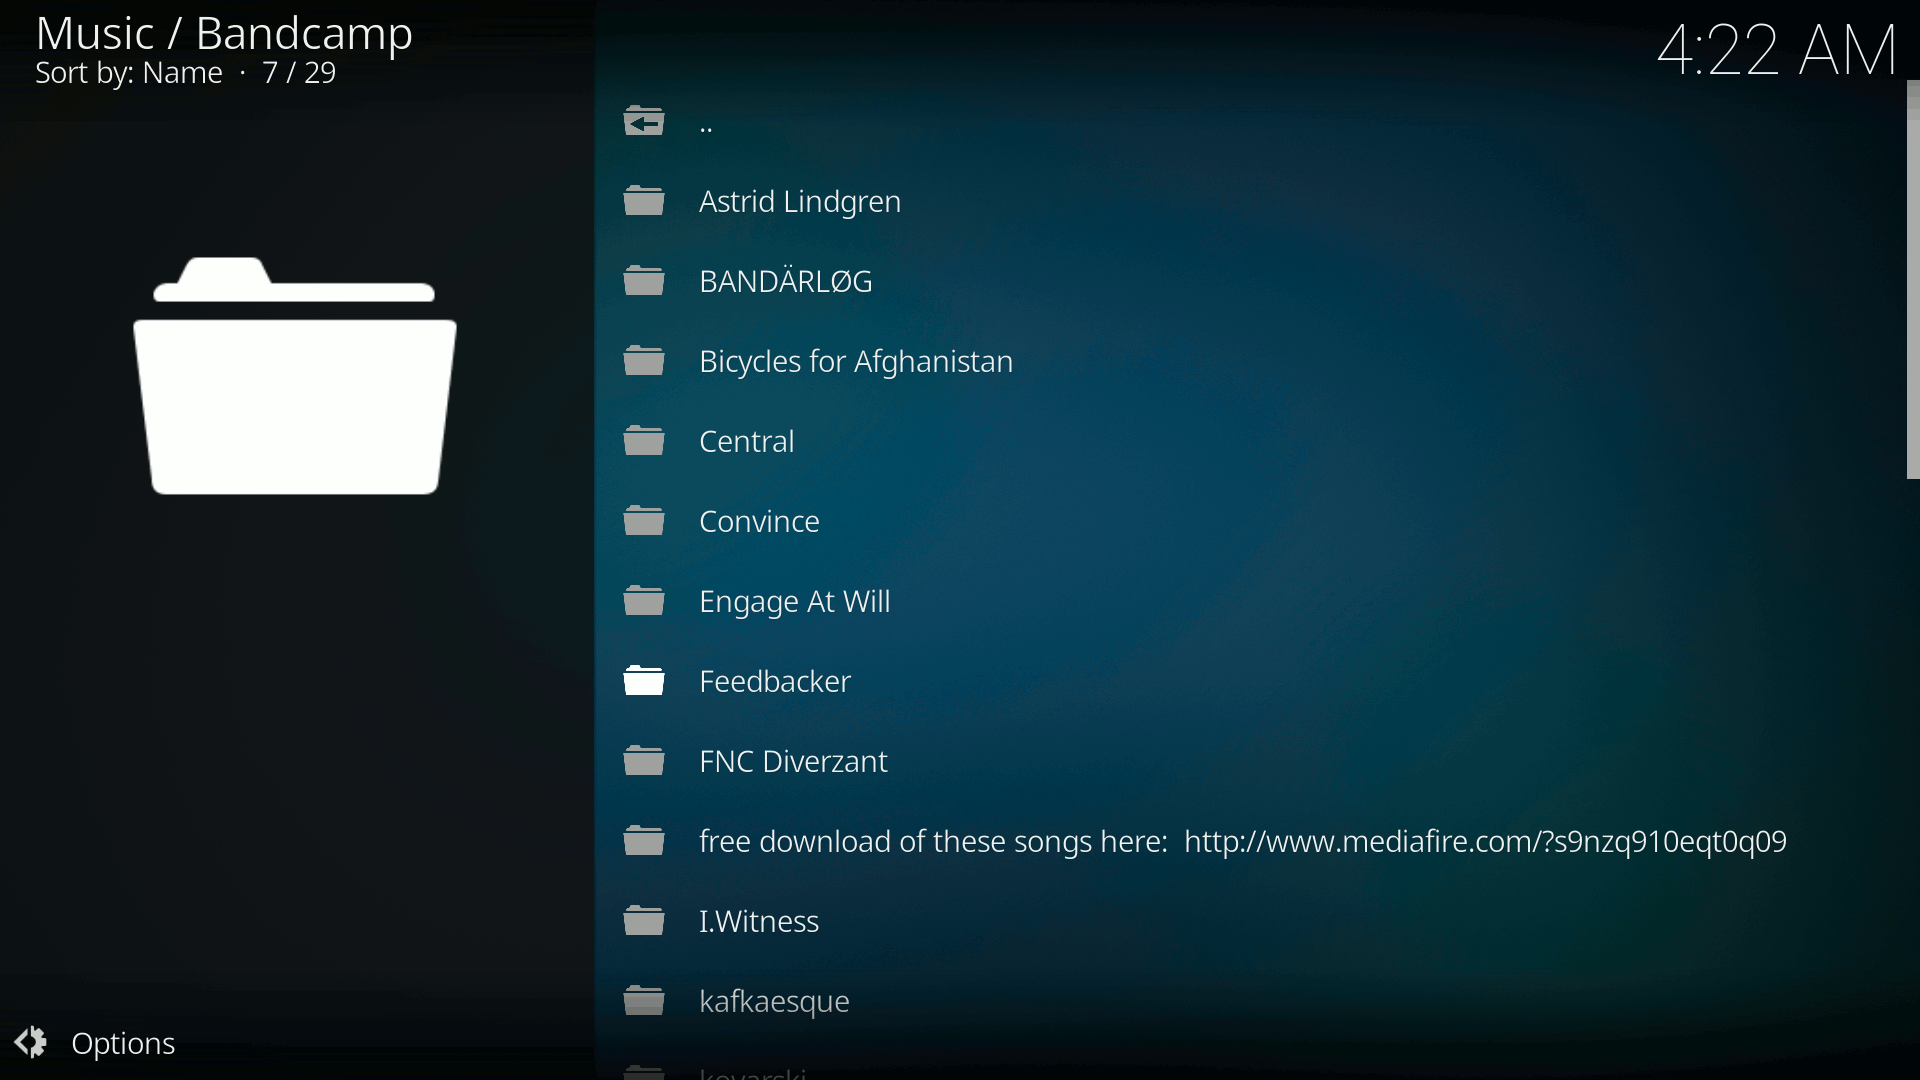 Music / Bandcamp
Sort by: Name · 7 / 29
4:22 AM
..
Astrid Lindgren
BANDÄRLØG
Bicycles for Afghanistan
Central
Convince
Engage At Will
Feedbacker
FNC Diverzant
free download of these songs here:  http://www.mediafire.com/?s9nzq910eqt0q09
I.Witness
kafkaesque
Options